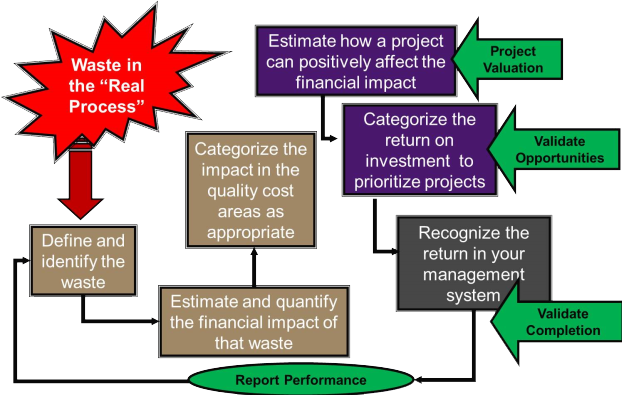 Waste in
the “Real
Process”
Define and
identify the
waste
Estimate and quantify
the financial impact of
that waste
Categorize the
impact in the
quality cost
areas as
appropriate
Estimate how a project
can positively affect the
financial impact
Project
Valuation
Categorize the
return on
investment to
prioritize projects
Validate
Opportunities
Recognize the
return in your
management
system
Validate
Completion
Report Performance